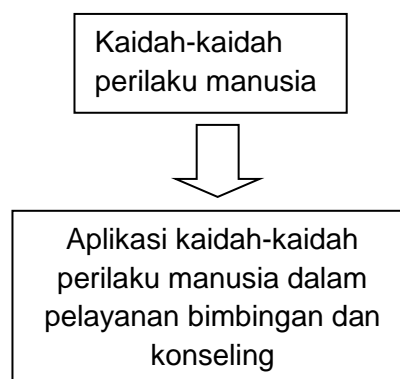 Kaidah-kaidah
perilaku manusia
Aplikasi kaidah-kaidah
perilaku manusia dalam
pelayanan bimbingan dan
konseling